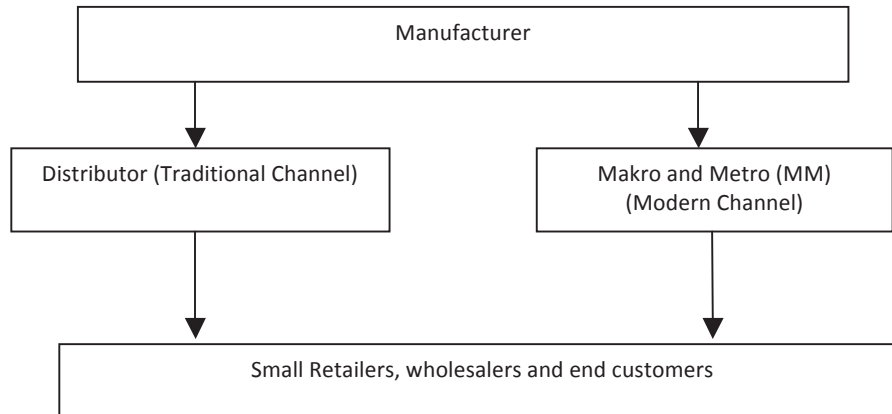 Manufacturer
Distributor (Traditional Channel)
Makro and Metro (MM)
(Modern Channel)
Small Retailers, wholesalers and end customers